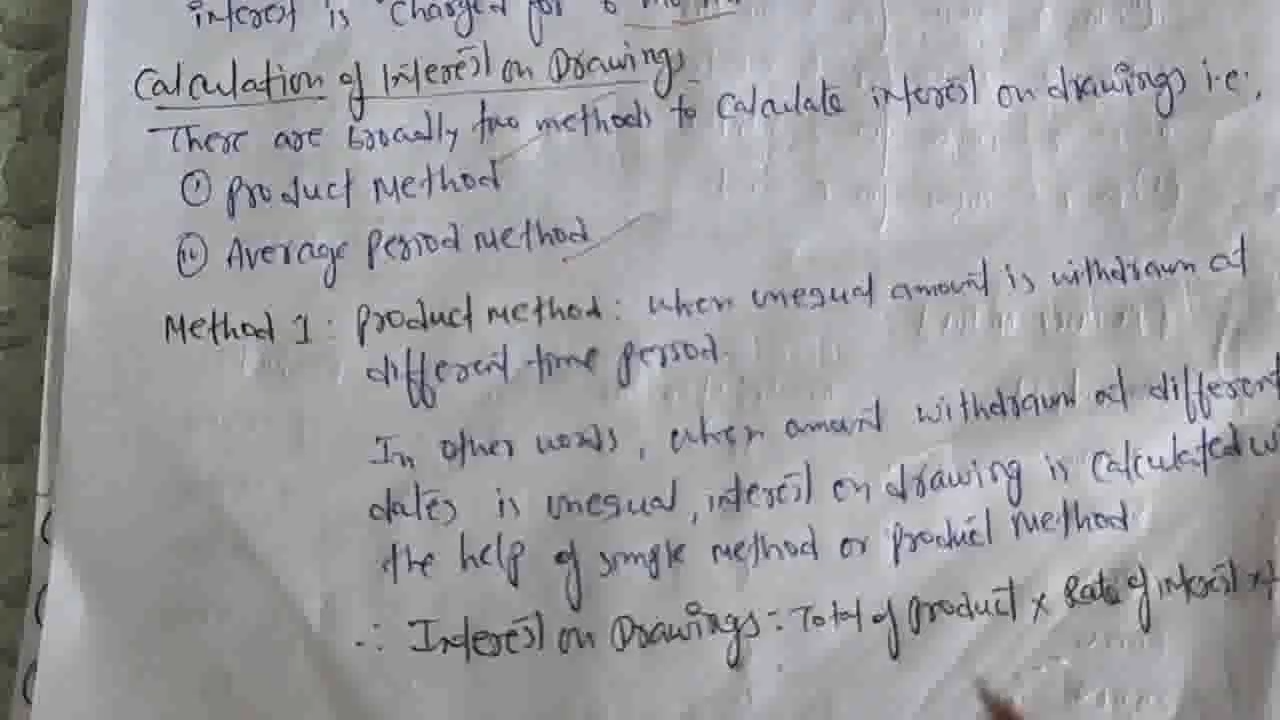 interest is charged for 6
Calculation of Interest on Drawings
There are broadly two methods to calculate interest on drawings i.e.
(i) Product Method
(ii) Average Period Method
Method 1: Product method: when unequal amount is withdrawn at
different time period.
In other words, when amount withdrawn at different
dates is unequal, interest on drawing is calculated
the help of simple method or product method.
∴ Interest on Drawings = Total of product × Rate of interest ×